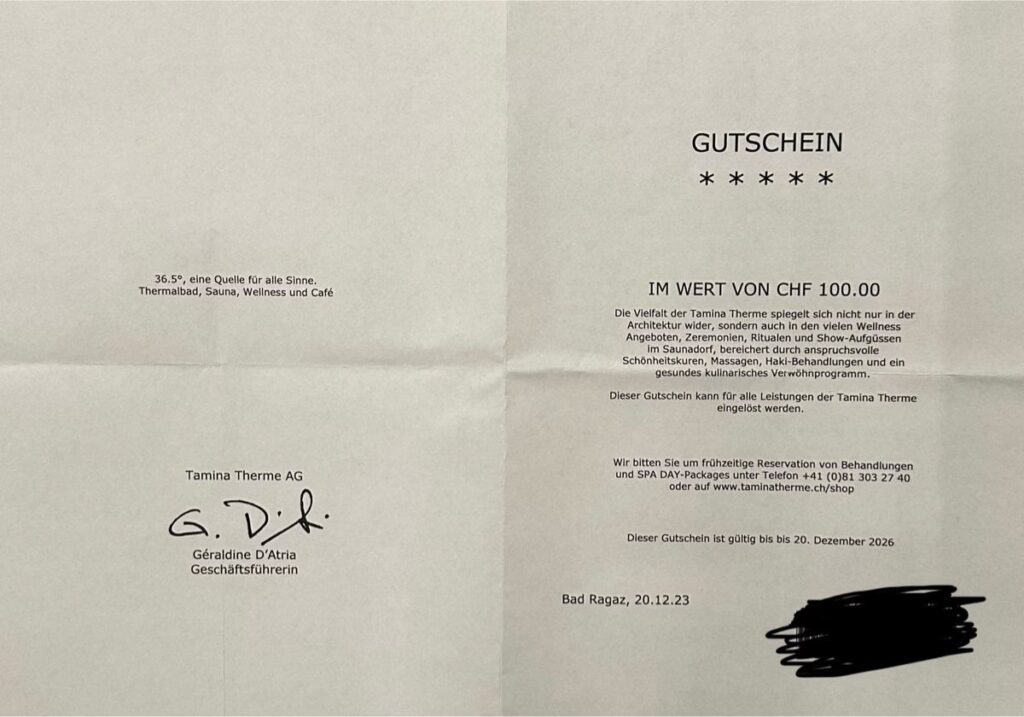 36.5°, eine Quelle für alle Sinne.
Thermalbad, Sauna, Wellness und Café
Tamina Therme AG
G. D'A.
Géraldine D'Atria
Geschäftsführerin
GUTSCHEIN
* * * * *
IM WERT VON CHF 100.00
Die Vielfalt der Tamina Therme spiegelt sich nicht nur in der
Architektur wider, sondern auch in den vielen Wellness
Angeboten, Zeremonien, Ritualen und Show-Aufgüssen
im Saunadorf, bereichert durch anspruchsvolle
Schönheitskuren, Massagen, Haki-Behandlungen und ein
gesundes kulinarisches Verwöhnprogramm.
Dieser Gutschein kann für alle Leistungen der Tamina Therme
eingelöst werden.
Wir bitten Sie um frühzeitige Reservation von Behandlungen
und SPA DAY-Packages unter Telefon +41 (0)81 303 27 40
oder auf www.taminatherme.ch/shop
Dieser Gutschein ist gültig bis bis 20. Dezember 2026
Bad Ragaz, 20.12.23